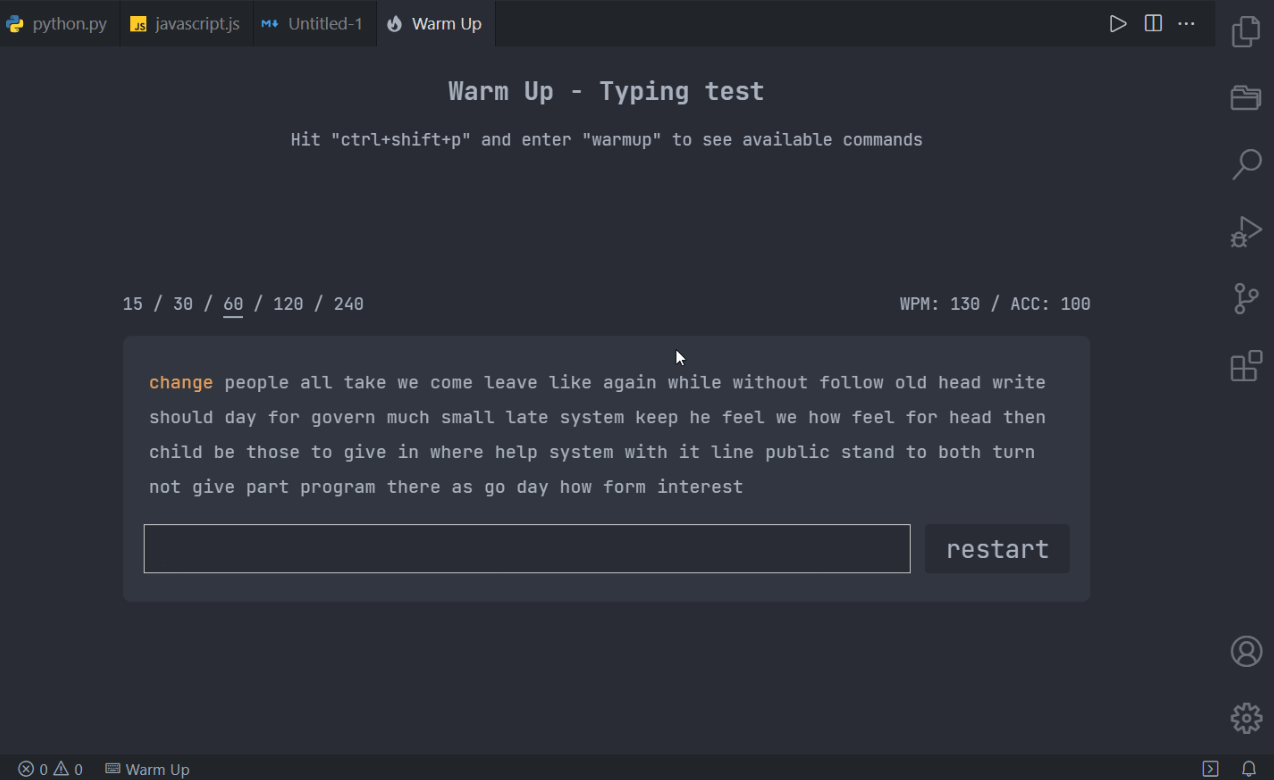 python.py JS javascript.js M Untitled-1 Warm Up
Warm Up - Typing test
Hit "ctrl+shift+p" and enter "warmup" to see available commands
15 / 30 / 60 / 120 / 240 WPM: 130 / ACC: 100
change people all take we come leave like again while without follow old head write
should day for govern much small late system keep he feel we how feel for head then
child be those to give in where help system with it line public stand to both turn
not give part program there as go day how form interest
restart
0 0 Warm Up